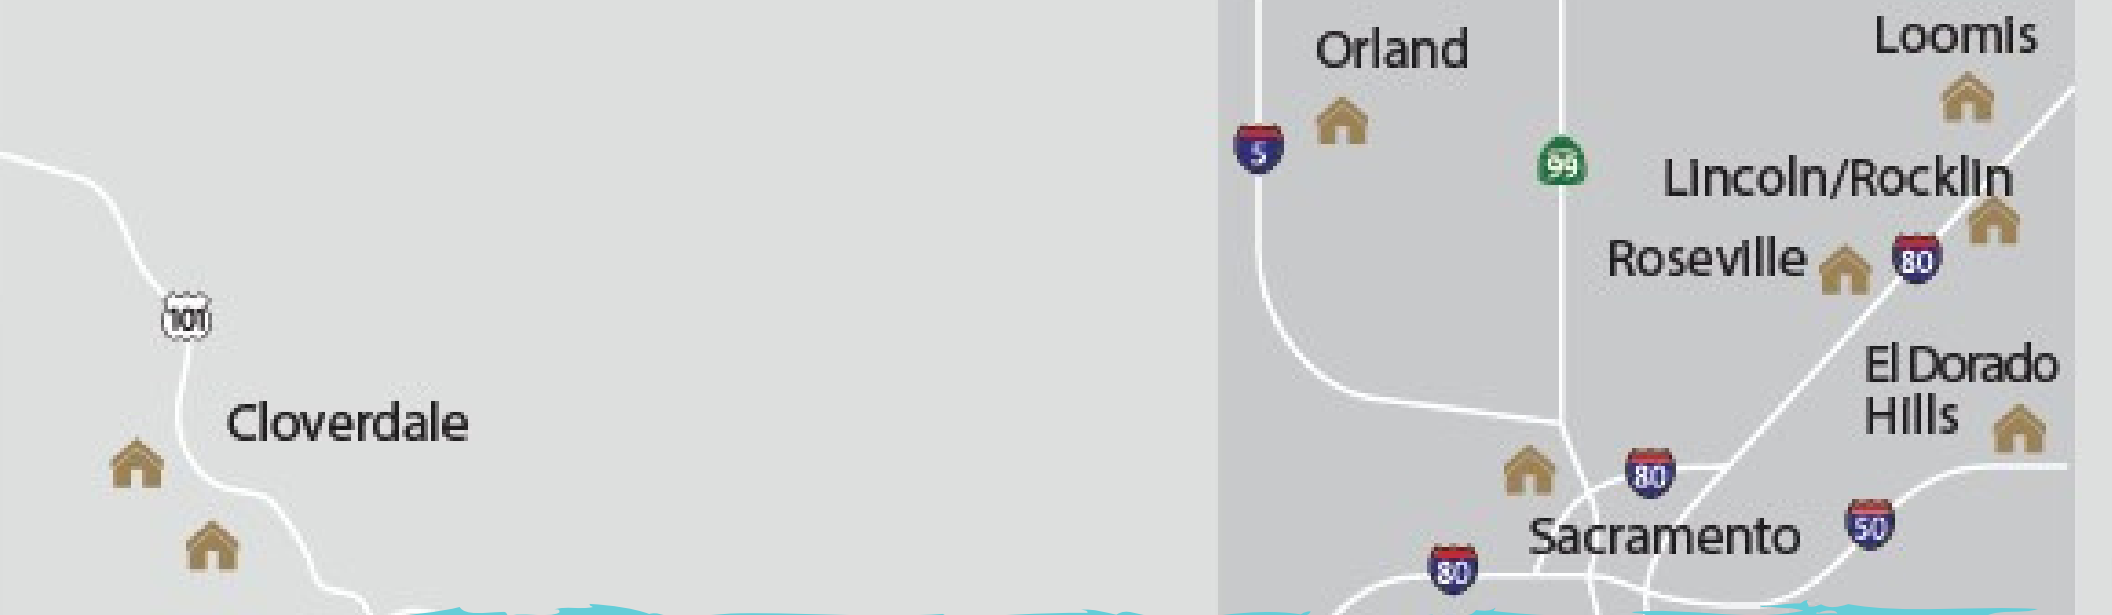 Orland
Loomis
5
99
Lincoln/Rocklin
Roseville
80
101
El Dorado
Hills
Cloverdale
80
Sacramento
50
80